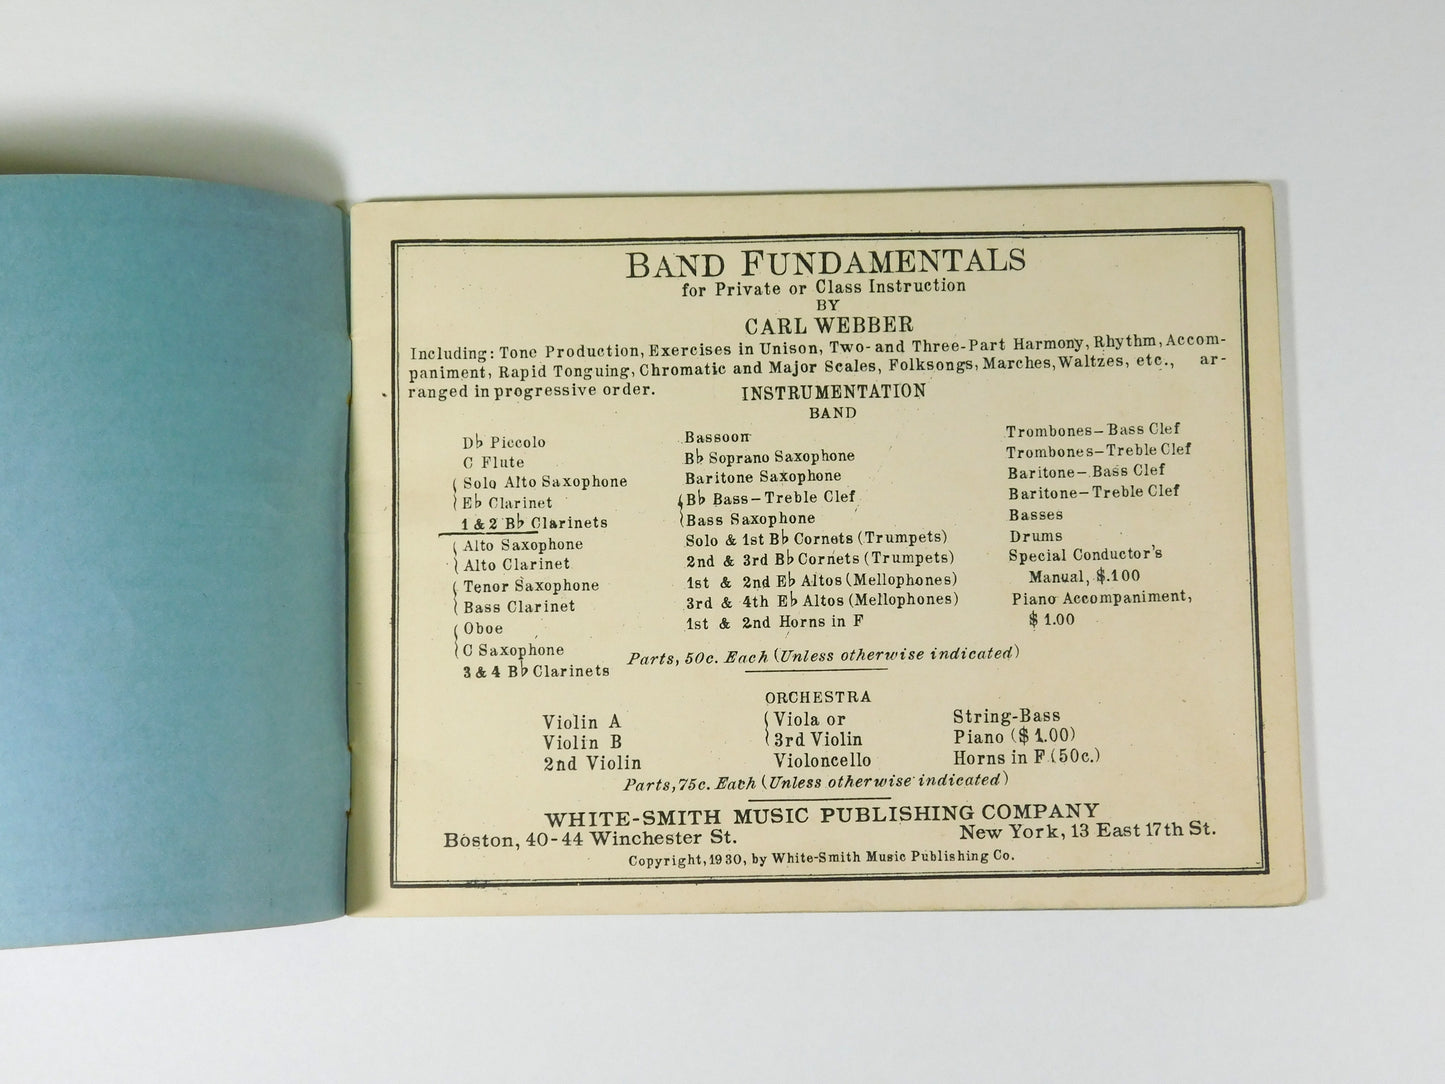 BAND FUNDAMENTALS
for Private or Class Instruction
BY
CARL WEBBER
Including: Tone Production, Exercises in Unison, Two- and Three-Part Harmony, Rhythm, Accom-
paniment, Rapid Tonguing, Chromatic and Major Scales, Folksongs, Marches, Waltzes, etc., ar-
ranged in progressive order.
INSTRUMENTATION
BAND
D♭ Piccolo
C Flute
Solo Alto Saxophone
E♭ Clarinet
1 & 2 B♭ Clarinets
Alto Saxophone
Alto Clarinet
Tenor Saxophone
Bass Clarinet
Oboe
C Saxophone
3 & 4 B♭ Clarinets
Bassoon
B♭ Soprano Saxophone
Baritone Saxophone
B♭ Bass–Treble Clef
Bass Saxophone
Solo & 1st B♭ Cornets (Trumpets)
2nd & 3rd B♭ Cornets (Trumpets)
1st & 2nd E♭ Altos (Mellophones)
3rd & 4th E♭ Altos (Mellophones)
1st & 2nd Horns in F
Trombones–Bass Clef
Trombones–Treble Clef
Baritone–Bass Clef
Baritone–Treble Clef
Basses
Drums
Special Conductor's
Manual, $.100
Piano Accompaniment,
$ 1.00
Parts, 50c. Each (Unless otherwise indicated)
ORCHESTRA
Violin A
Violin B
2nd Violin
Viola or
3rd Violin
Violoncello
String-Bass
Piano ($ 1.00)
Horns in F (50c.)
Parts, 75c. Each (Unless otherwise indicated)
WHITE-SMITH MUSIC PUBLISHING COMPANY
Boston, 40-44 Winchester St. New York, 13 East 17th St.
Copyright, 1930, by White-Smith Music Publishing Co.